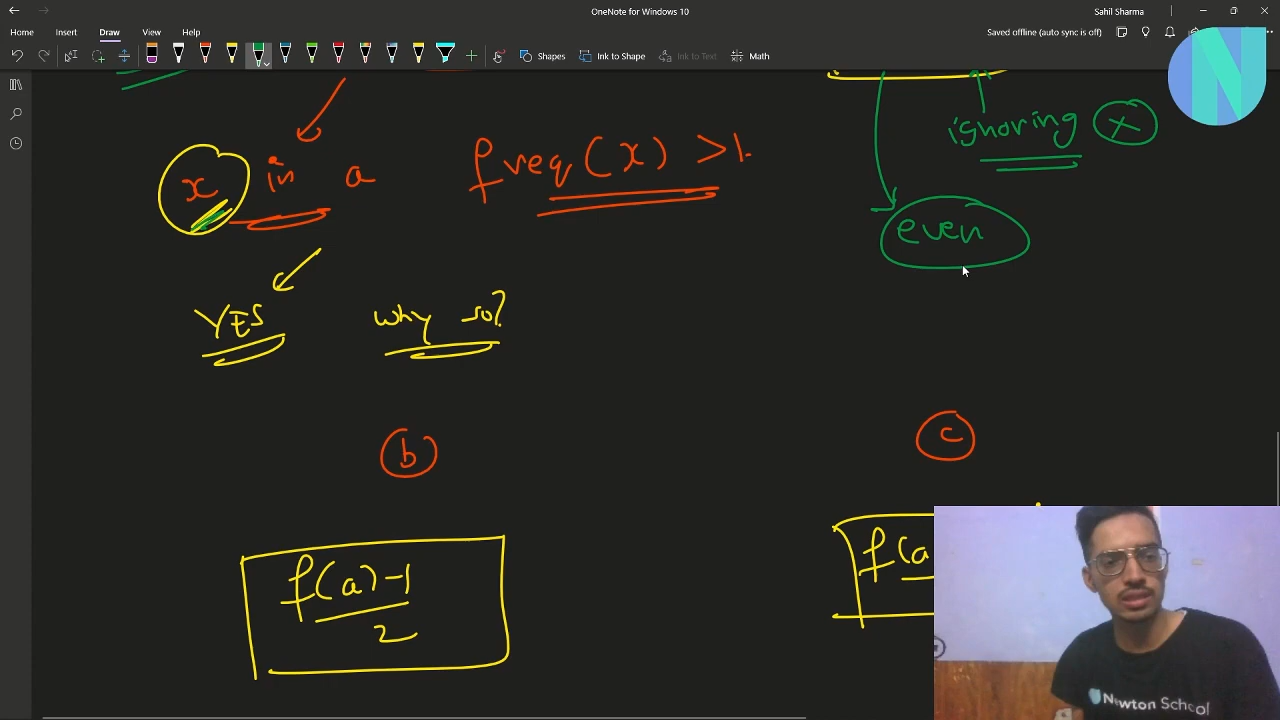 OneNote for Windows 10
Sahil Sharma
Home Insert Draw View Help
Saved offline (auto sync is off)
Shapes Ink to Shape Ink to Text Math
ignoring x
x in a freq(x) >1.
even
YES why so?
b c
f(a)-1
2
f(a
Newton School